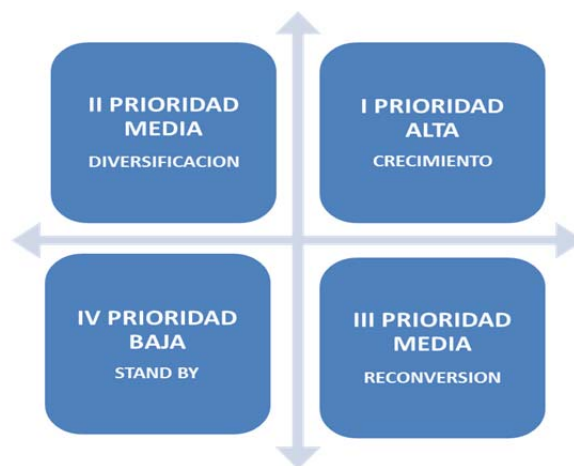 II PRIORIDAD
MEDIA
DIVERSIFICACION
I PRIORIDAD
ALTA
CRECIMIENTO
IV PRIORIDAD
BAJA
STAND BY
III PRIORIDAD
MEDIA
RECONVERSION